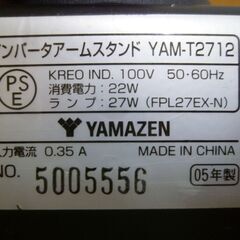 ンバータアームスタンド YAM-T2712
PS
E
KREO IND. 100V 50・60Hz
消費電力：22W
ランプ：27W（FPL27EX-N）
YAMAZEN
力電流 0.35 A
MADE IN CHINA
NO. 5005556
05年製